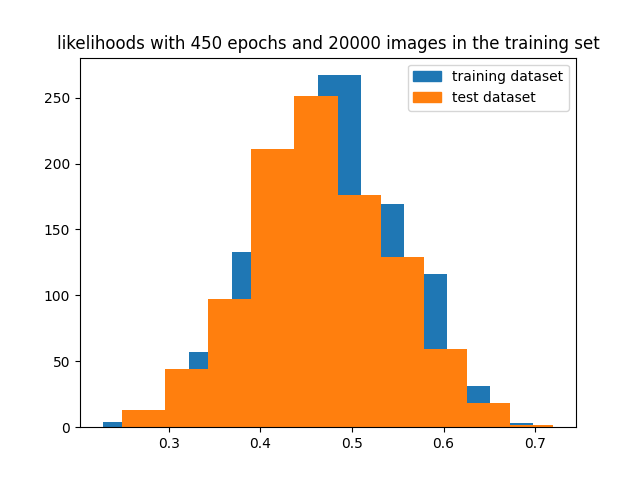 likelihoods with 450 epochs and 20000 images in the training set
training dataset
test dataset
250
200
150
100
50
0
0.3 0.4 0.5 0.6 0.7